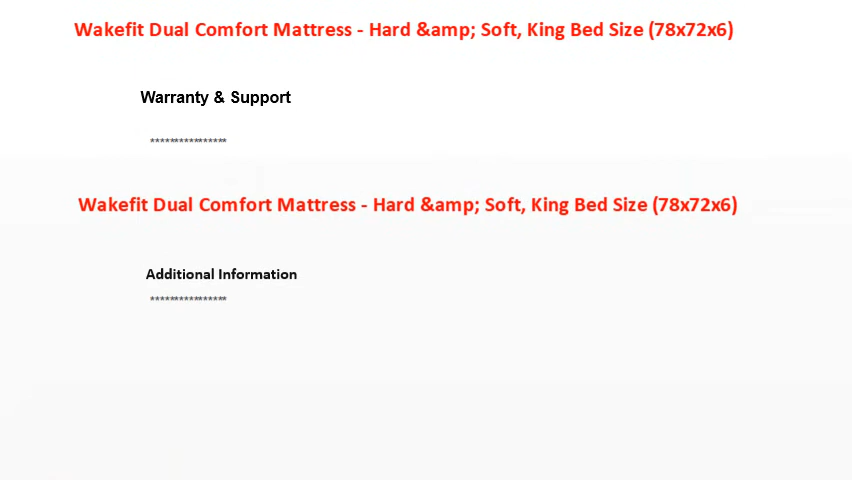 Wakefit Dual Comfort Mattress - Hard &amp; Soft, King Bed Size (78x72x6)
Warranty & Support
****************
Wakefit Dual Comfort Mattress - Hard &amp; Soft, King Bed Size (78x72x6)
Additional Information
****************